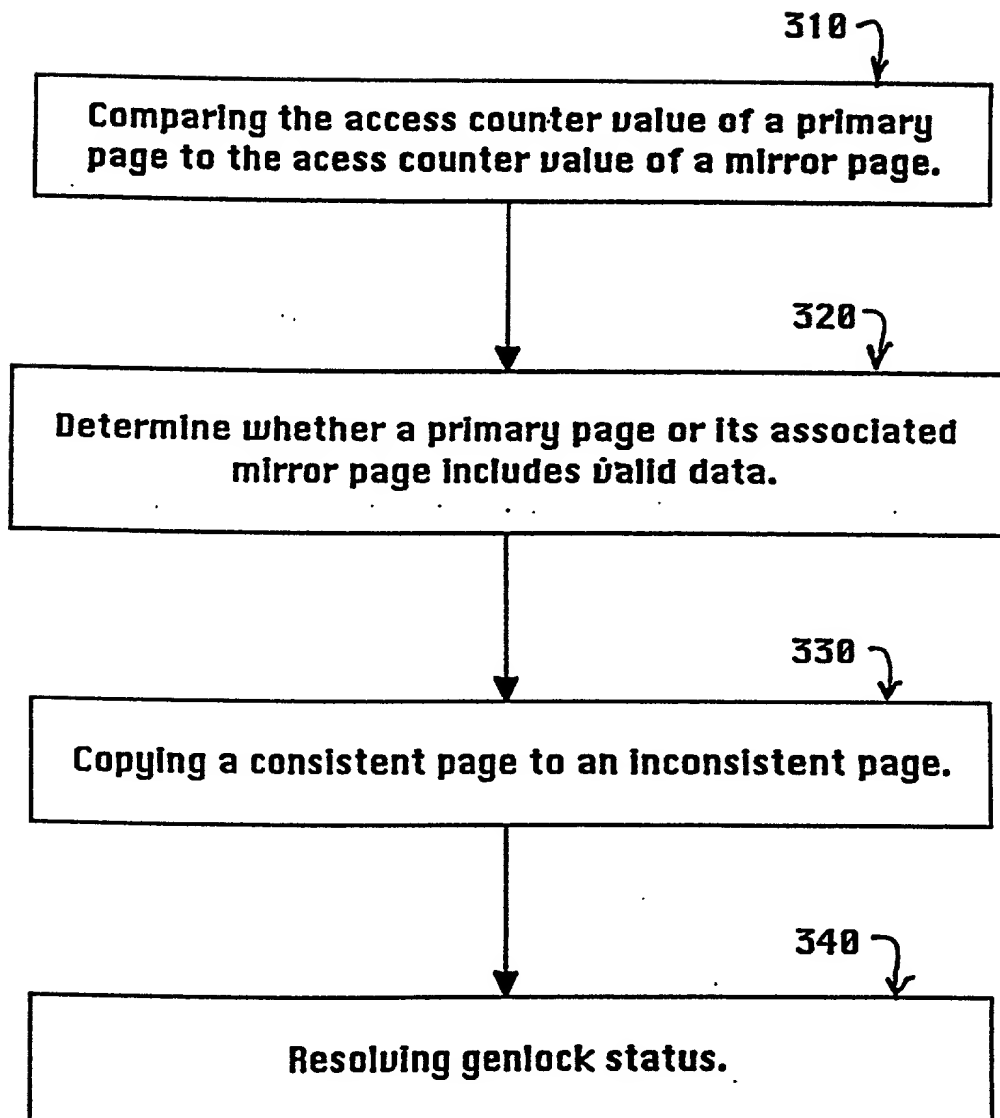 310
Comparing the access counter value of a primary
page to the acess counter value of a mirror page.
320
Determine whether a primary page or its associated
mirror page includes valid data.
330
Copying a consistent page to an inconsistent page.
340
Resolving genlock status.